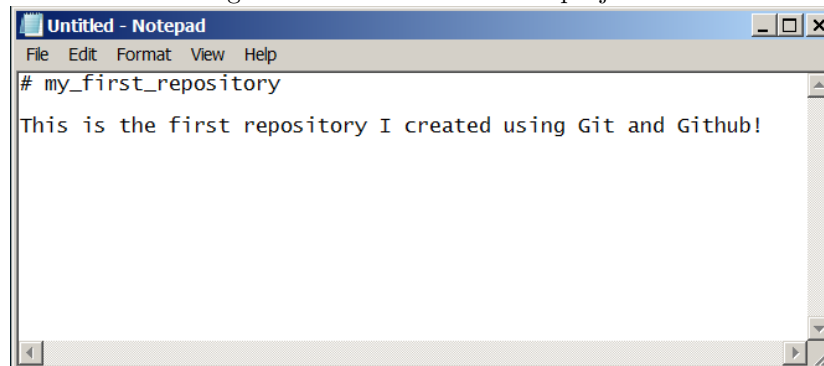 Untitled - Notepad
File Edit Format View Help
# my_first_repository
This is the first repository I created using Git and Github!